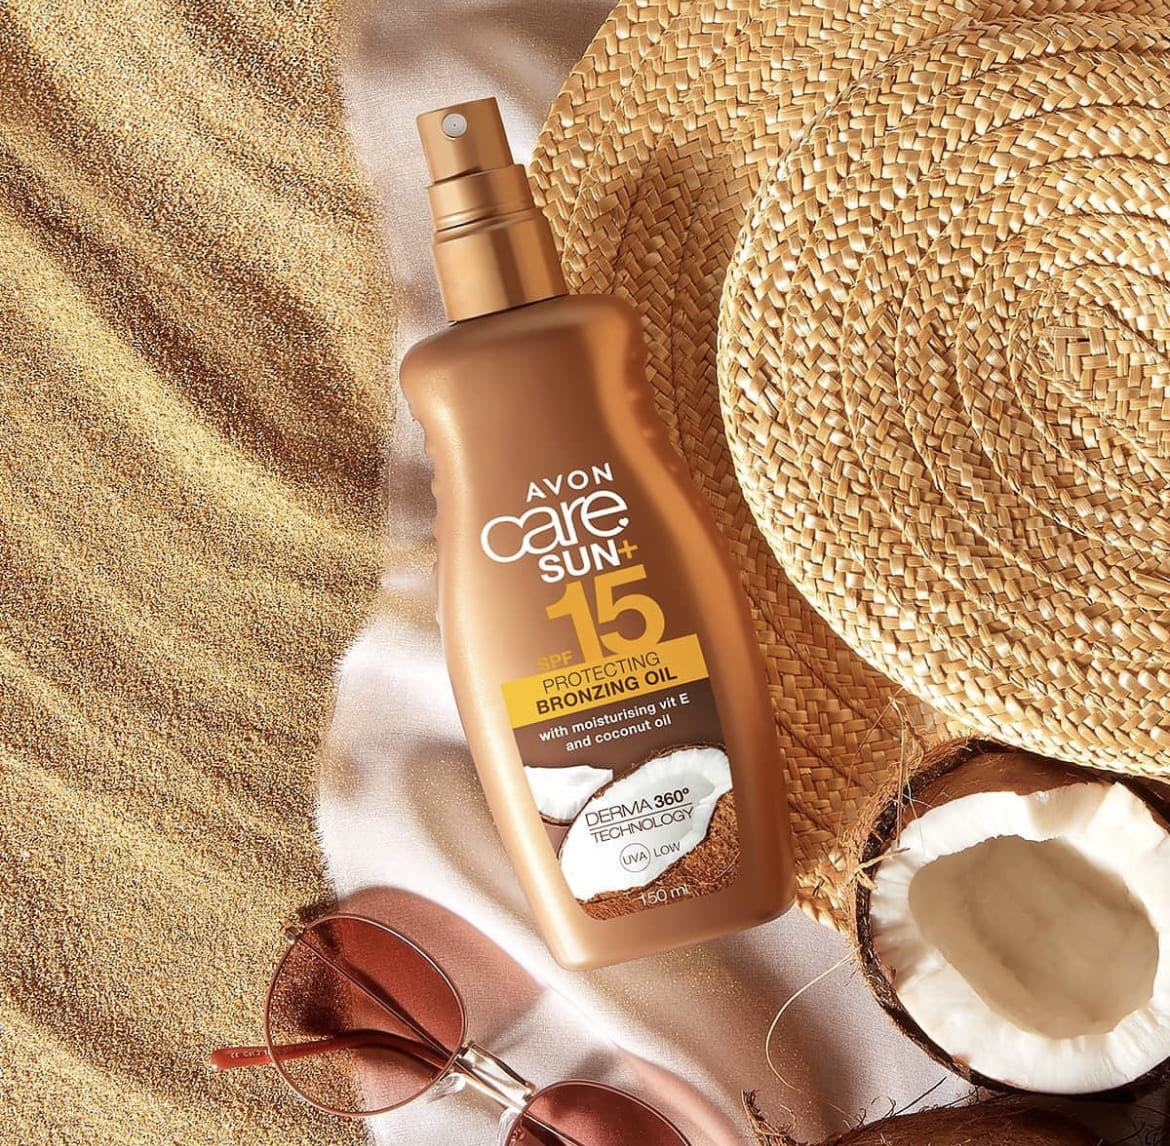 AVON
care
SUN+
SPF 15
PROTECTING
BRONZING OIL
with moisturising vit E
and coconut oil
DERMA 360°
TECHNOLOGY
UVA LOW
150 ml